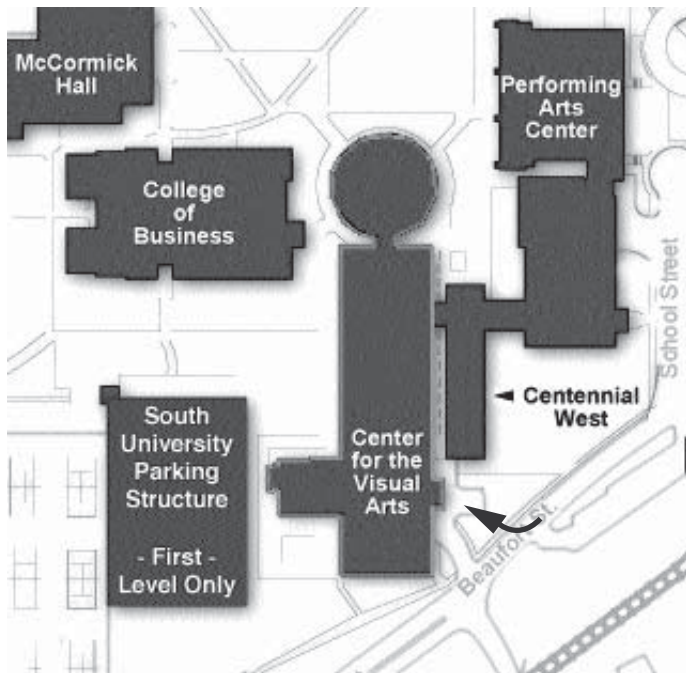 McCormick
Hall
Performing
Arts
Center
College
of
Business
School Street
Centennial
West
South
University
Parking
Structure
- First -
Level Only
Center
for the
Visual
Arts
Beaufort St.